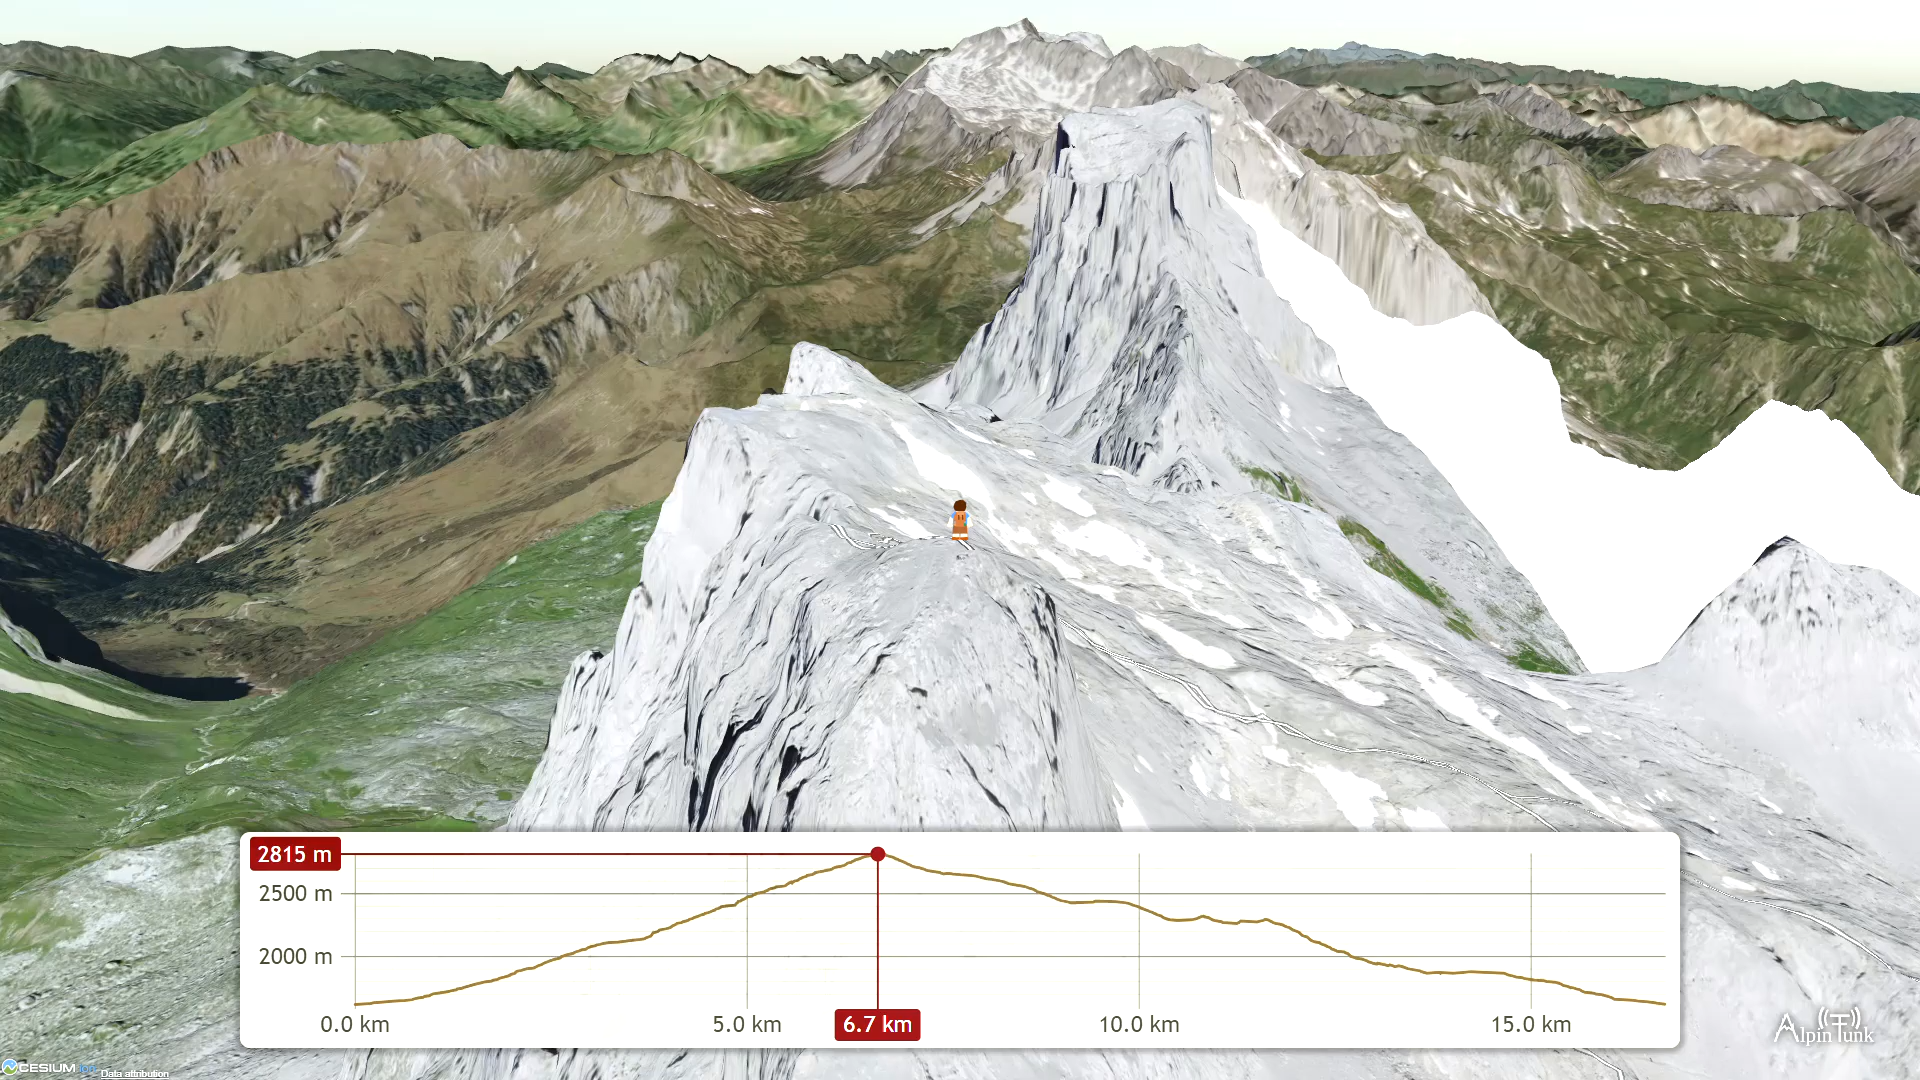 2815 m
2500 m
2000 m
0.0 km 5.0 km 6.7 km 10.0 km 15.0 km
AlpinFunk
CESIUM ion Data attribution